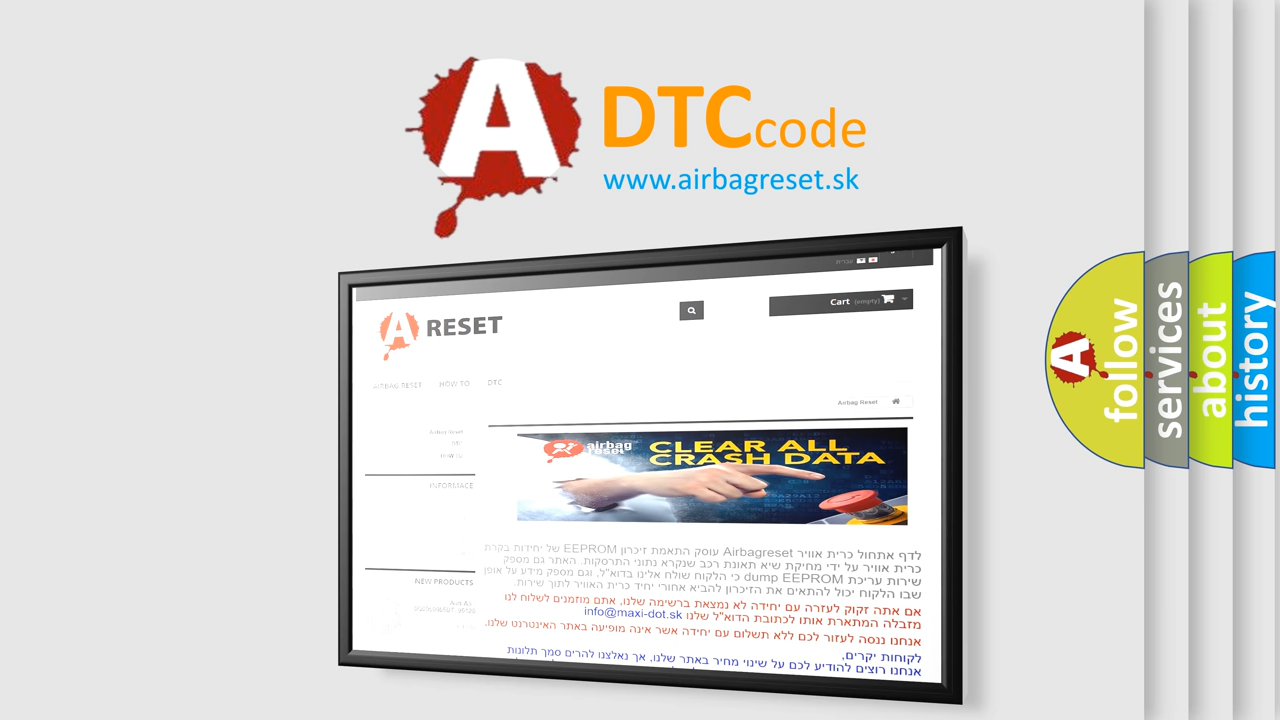 A DTCcode
www.airbagreset.sk
עברית
Cart (empty)
A RESET
AIRBAG RESET HOW TO DTC
Airbag Reset
Airbag Reset
HOW TO
INFORMACE
NEW PRODUCTS
airbag
reset
CLEAR ALL
CRASH DATA
לדף אתחול כרית אוויר Airbagreset עוסק התאמת זיכרון EEPROM של יחידות בקרת
כרית אוויר על ידי מחיקת שיא תאונת רכב שנקרא נתוני התרסקות. האתר גם מספק
שירות עריכת dump EEPROM כי הלקוח שולח אלינו בדוא"ל, וגם מספק מידע על אופן
שבו הלקוח יכול להתאים את הזיכרון להביא אחורי יחיד כרית האוויר לתוך שירות.
אם אתה זקוק לעזרה עם יחידה לא נמצאת ברשימה שלנו, אתם מוזמנים לשלוח לנו
מזבלה המתארת אותו לכתובת הדוא"ל שלנו info@maxi-dot.sk
אנחנו ננסה לעזור לכם ללא תשלום עם יחידה אשר אינה מופיעה באתר האינטרנט שלנו.
לקוחות יקרים,
אנחנו רוצים להודיע לכם על שינוי מחיר באתר שלנו, אך נאלצנו להרים סמך תלונות
A follow
services
about
history